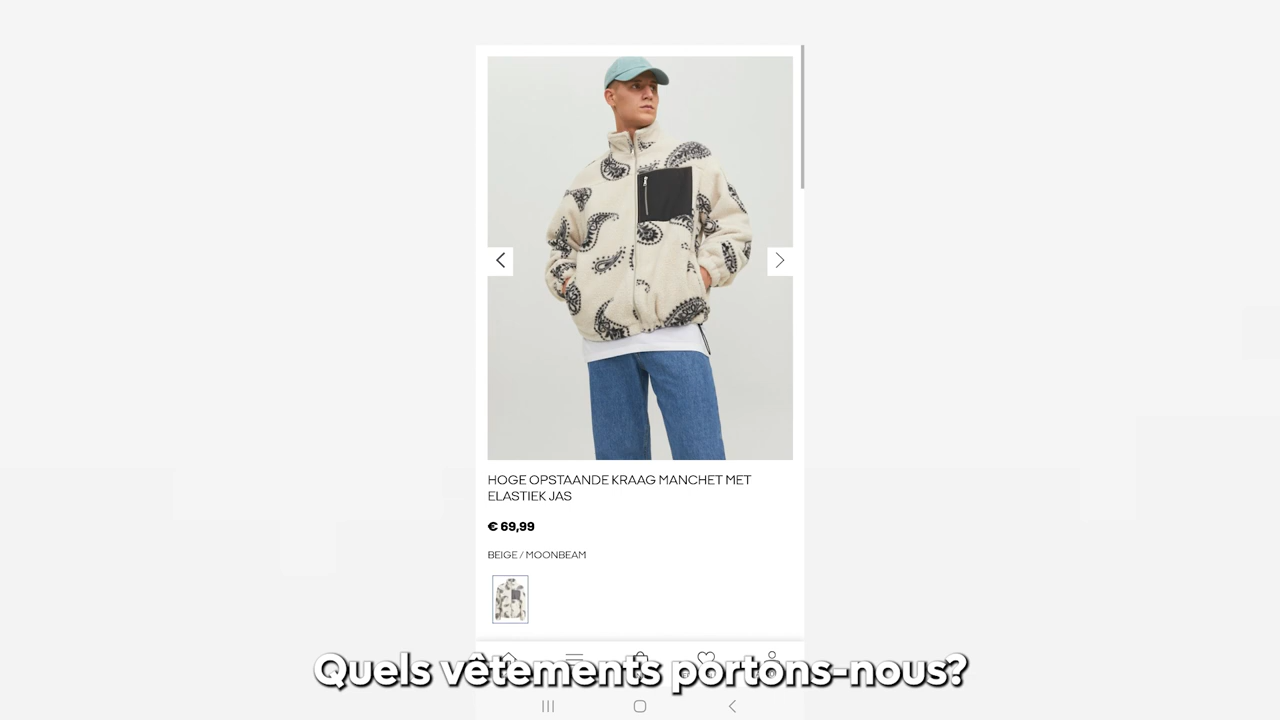 HOGE OPSTAANDE KRAAG MANCHET MET
ELASTIEK JAS
€ 69,99
BEIGE / MOONBEAM
Quels vêtements portons-nous?